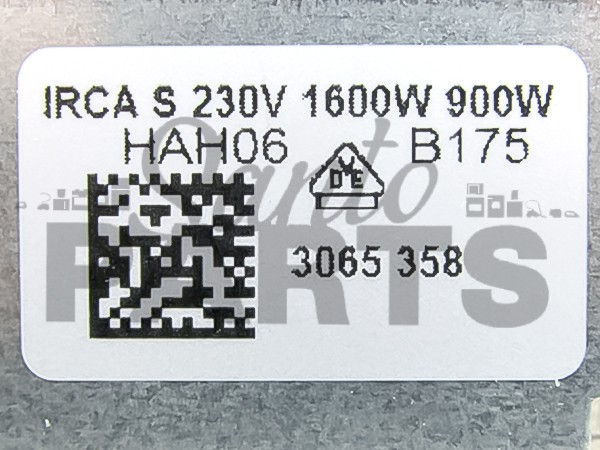 IRCA S 230V 1600W 900W
HAH06 VDE B175
Santo
PARTS
3065 358